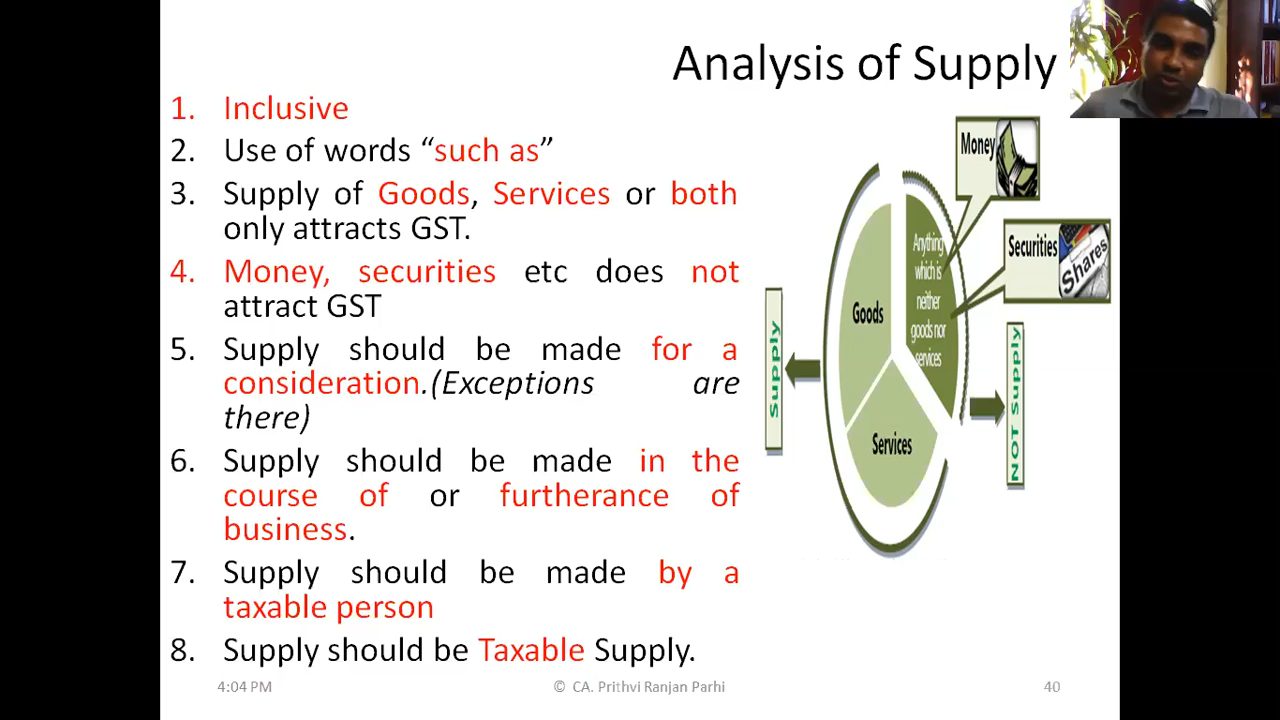 Analysis of Supply
1. Inclusive
2. Use of words “such as”
3. Supply of Goods, Services or both
only attracts GST.
4. Money, securities etc does not
attract GST
5. Supply should be made for a
consideration.(Exceptions are
there)
6. Supply should be made in the
course of or furtherance of
business.
7. Supply should be made by a
taxable person
8. Supply should be Taxable Supply.
Money
Securities
Shares
Anything
which is
neither
goods nor
services
Goods
Services
Supply
NOT SUPPLY
4:04 PM
© CA. Prithvi Ranjan Parhi
40